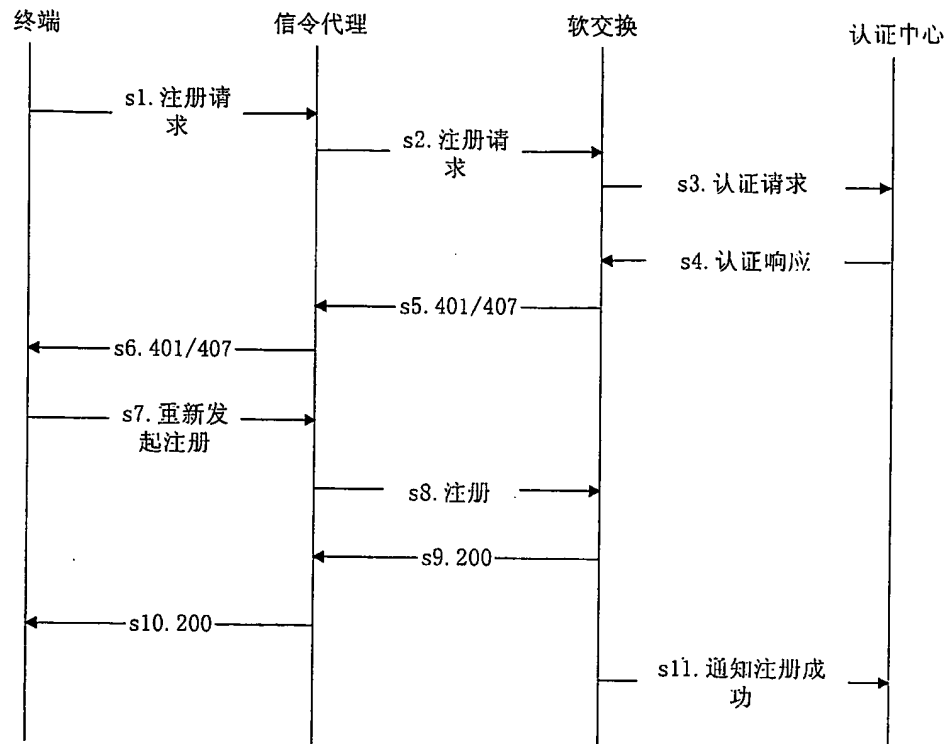 终端
信令代理
软交换
认证中心
s1.注册请
求
s2.注册请
求
s3.认证请求
s4.认证响应
s5.401/407
s6.401/407
s7.重新发
起注册
s8.注册
s9.200
s10.200
s11.通知注册成
功